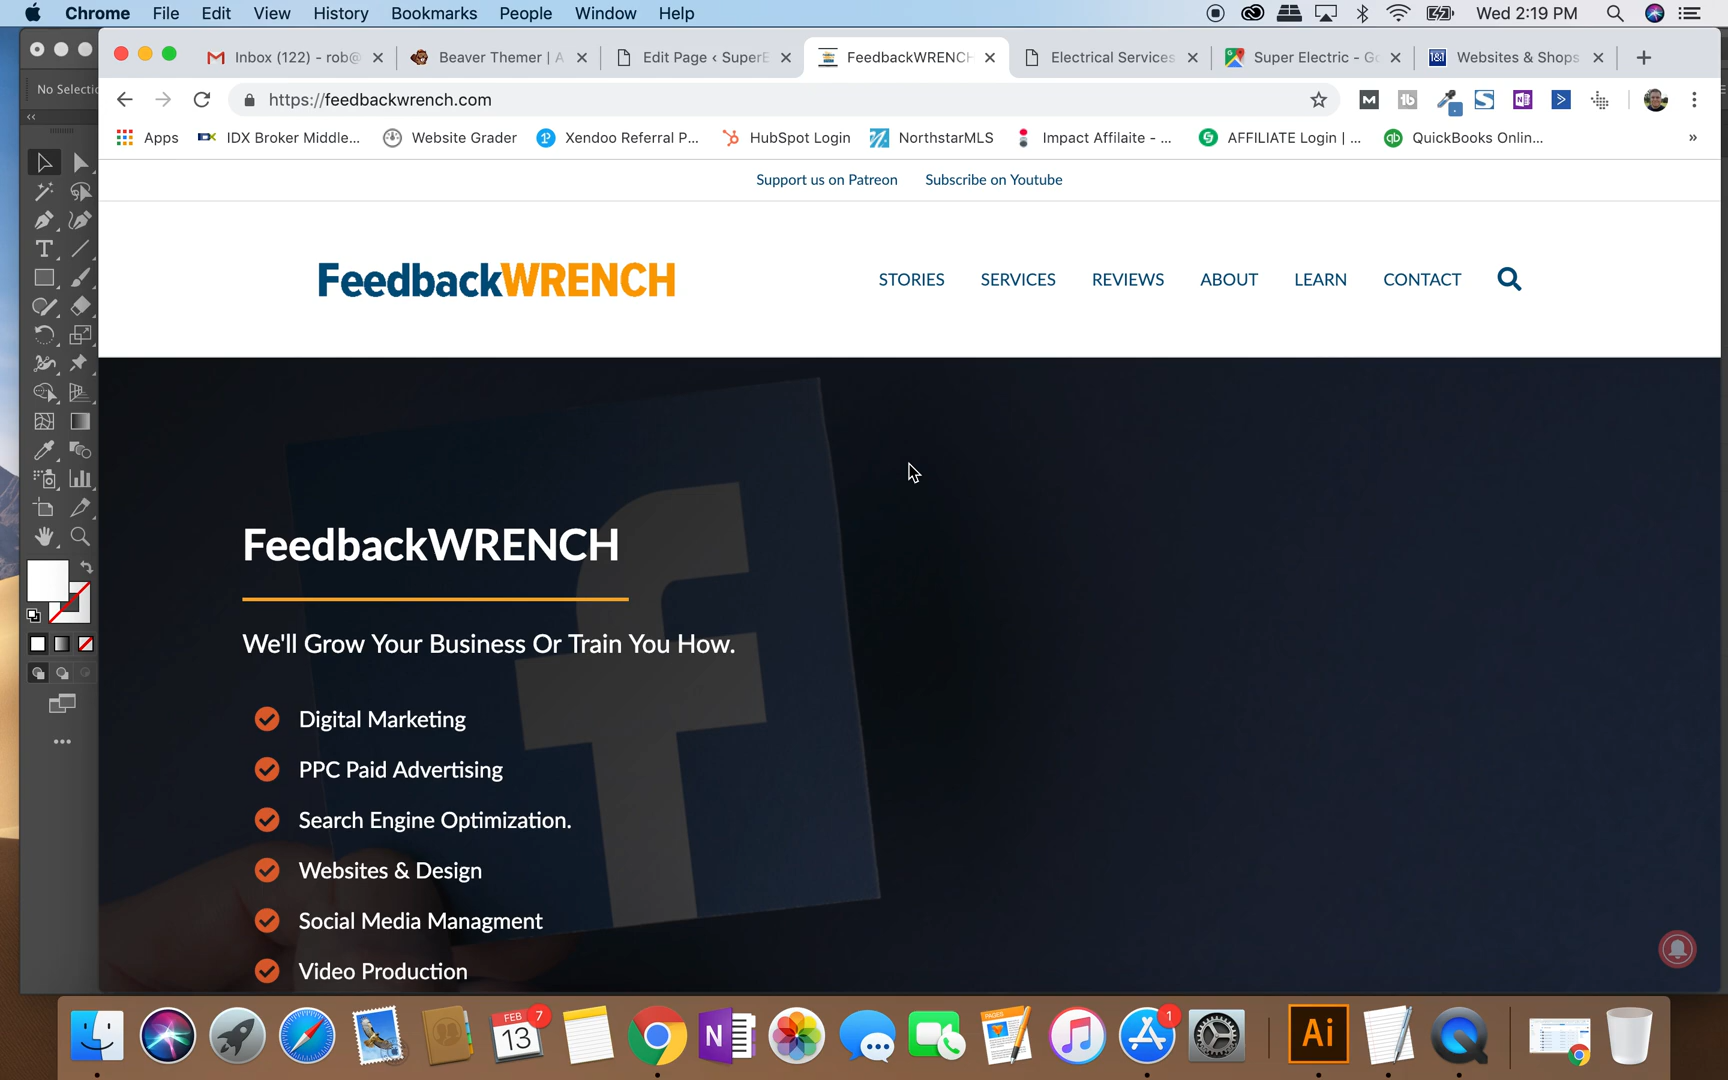 Chrome File Edit View History Bookmarks People Window Help Wed 2:19 PM
No Selectio
Inbox (122) - rob@ Beaver Themer | A Edit Page ‹ SuperE FeedbackWRENCH Electrical Services Super Electric - Go Websites & Shops
https://feedbackwrench.com
Apps IDX Broker Middle... Website Grader Xendoo Referral P... HubSpot Login NorthstarMLS Impact Affilaite - ... AFFILIATE Login | ... QuickBooks Onlin... »
Support us on Patreon Subscribe on Youtube
FeedbackWRENCH
STORIES SERVICES REVIEWS ABOUT LEARN CONTACT
FeedbackWRENCH
We'll Grow Your Business Or Train You How.
Digital Marketing
PPC Paid Advertising
Search Engine Optimization.
Websites & Design
Social Media Managment
Video Production
FEB 7
13
N
PAGES
1
Ai